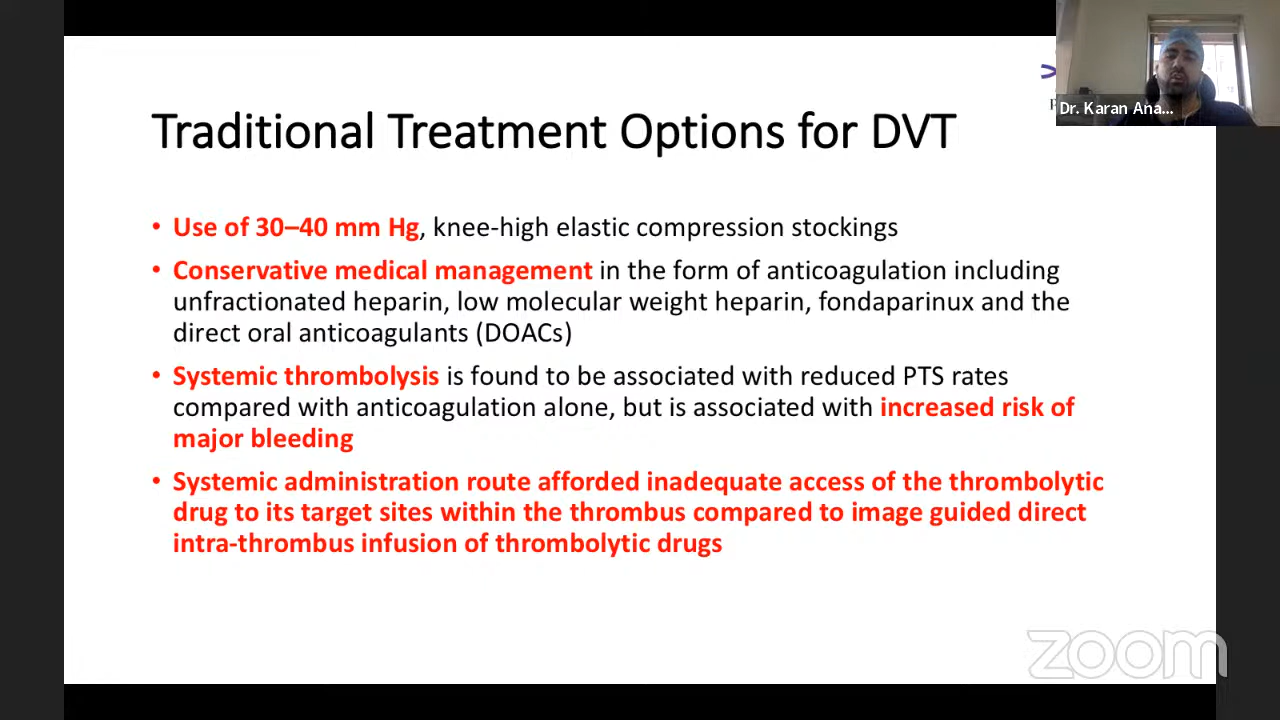 Traditional Treatment Options for DVT
Dr. Karan Ana...
• Use of 30–40 mm Hg, knee-high elastic compression stockings
• Conservative medical management in the form of anticoagulation including
unfractionated heparin, low molecular weight heparin, fondaparinux and the
direct oral anticoagulants (DOACs)
• Systemic thrombolysis is found to be associated with reduced PTS rates
compared with anticoagulation alone, but is associated with increased risk of
major bleeding
• Systemic administration route afforded inadequate access of the thrombolytic
drug to its target sites within the thrombus compared to image guided direct
intra-thrombus infusion of thrombolytic drugs
zoom